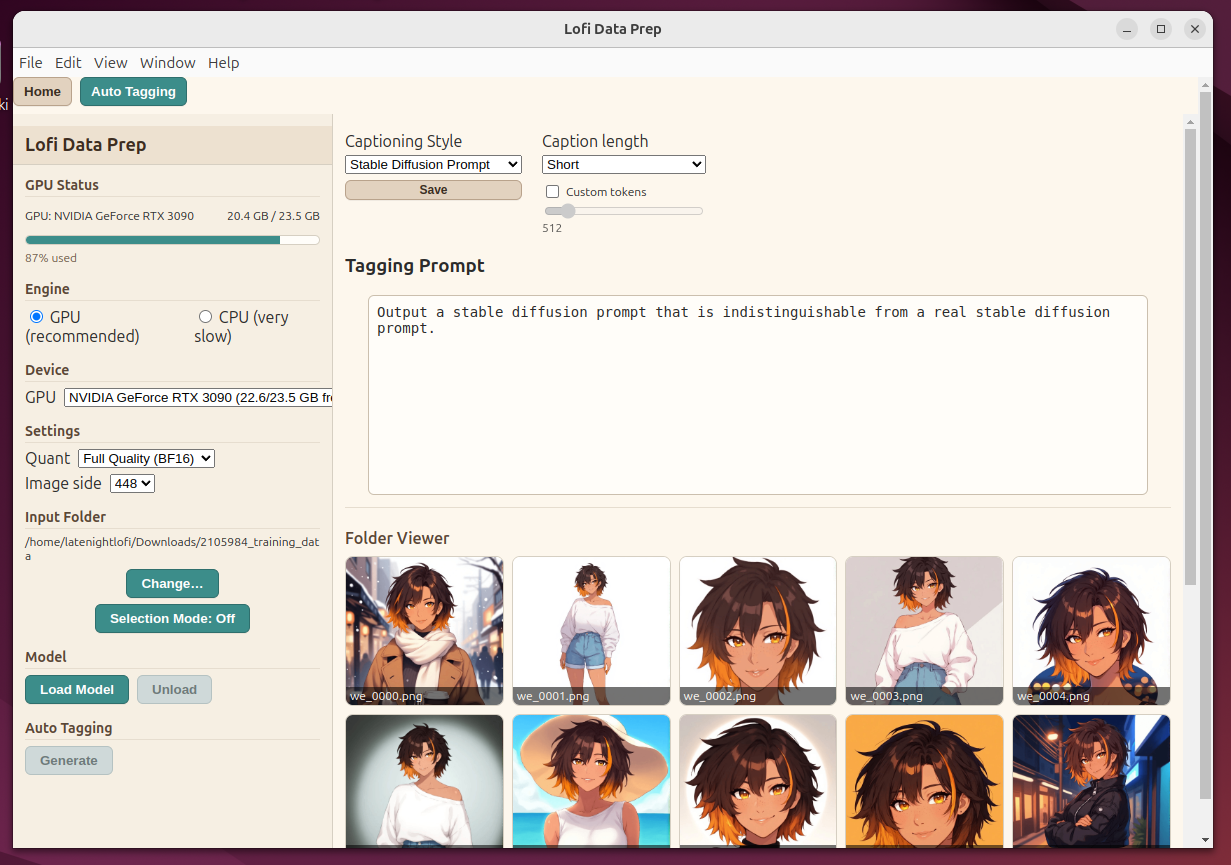 Lofi Data Prep
File Edit View Window Help
Home Auto Tagging
ki
Lofi Data Prep
GPU Status
GPU: NVIDIA GeForce RTX 3090 20.4 GB / 23.5 GB
87% used
Engine
GPU (recommended)
CPU (very slow)
Device
GPU NVIDIA GeForce RTX 3090 (22.6/23.5 GB fr
Settings
Quant Full Quality (BF16)
Image side 448
Input Folder
/home/latenightlofi/Downloads/2105984_training_dat
a
Change...
Selection Mode: Off
Model
Load Model Unload
Auto Tagging
Generate
Captioning Style
Stable Diffusion Prompt
Save
Caption length
Short
Custom tokens
512
Tagging Prompt
Output a stable diffusion prompt that is indistinguishable from a real stable diffusion
prompt.
Folder Viewer
we_0000.png
we_0001.png
we_0002.png
we_0003.png
we_0004.png